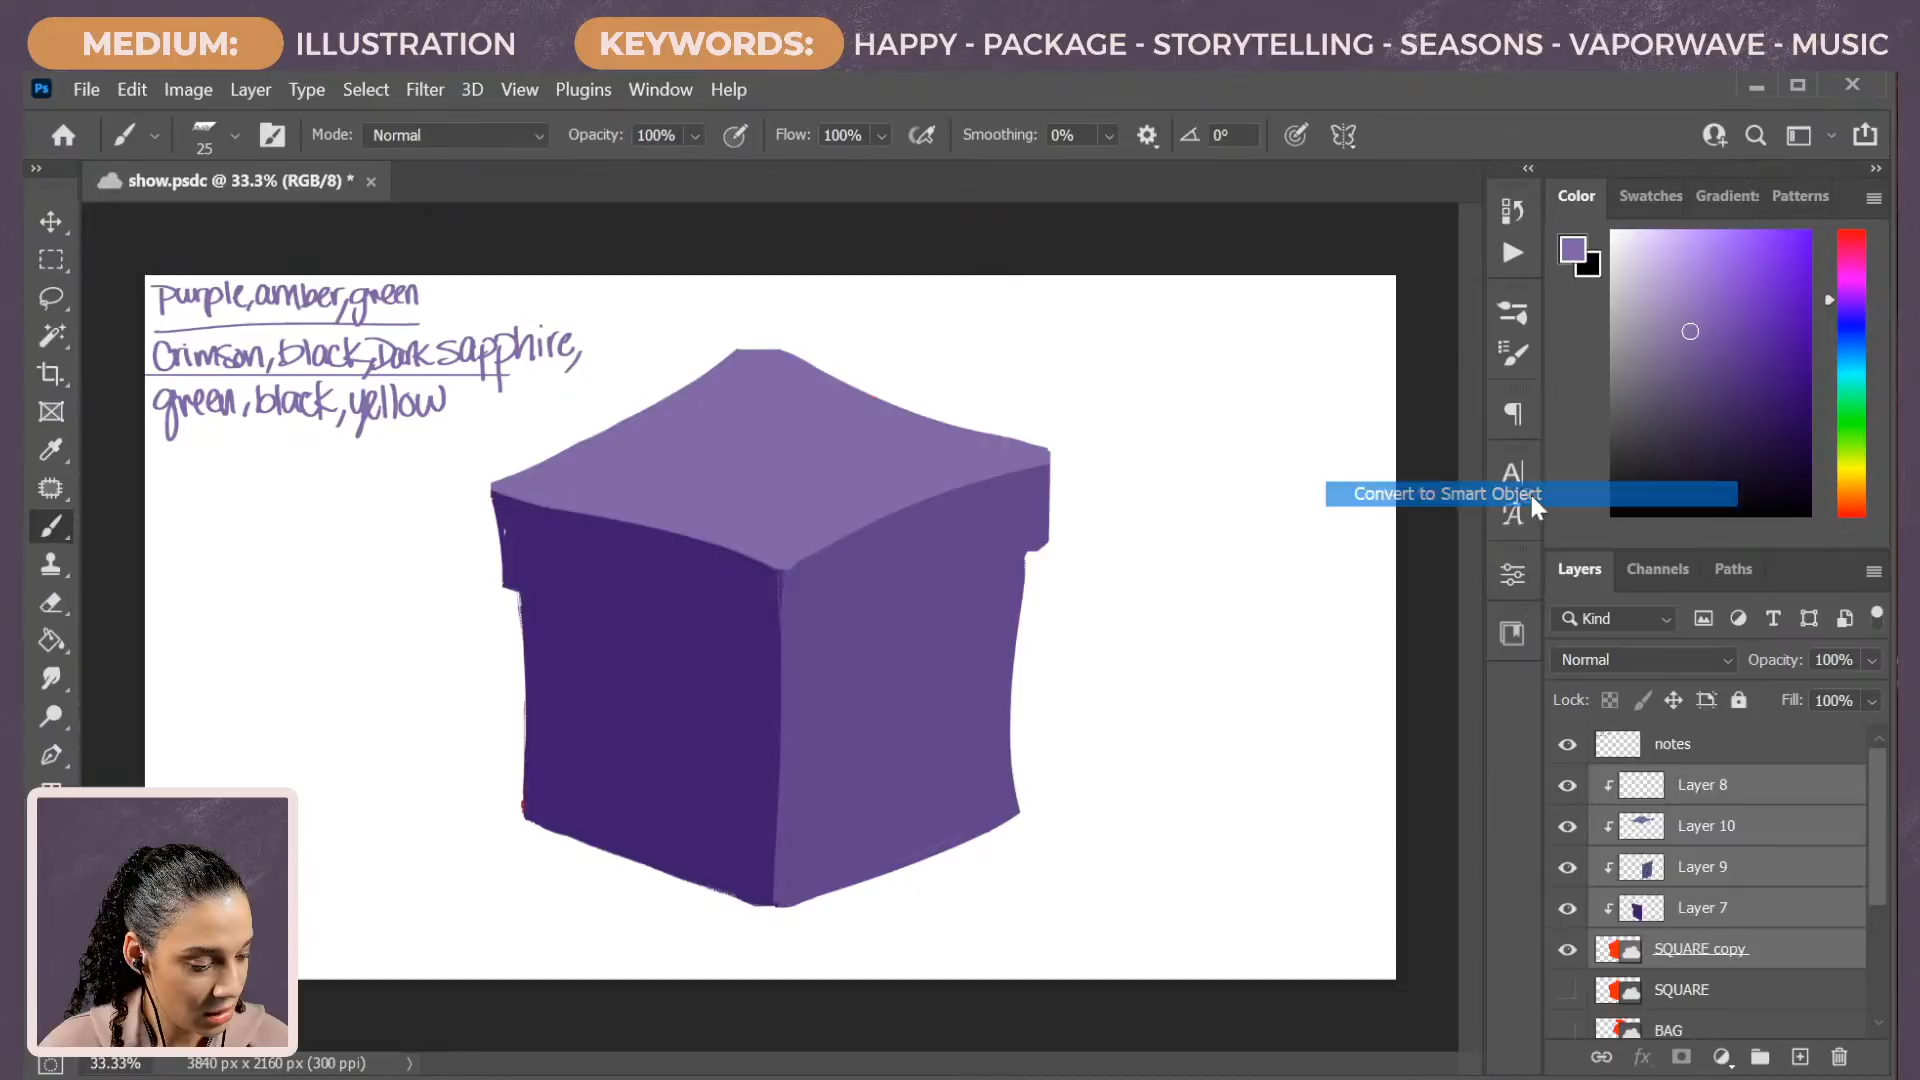 MEDIUM: ILLUSTRATION KEYWORDS: HAPPY - PACKAGE - STORYTELLING - SEASONS - VAPORWAVE - MUSIC
Ps File Edit Image Layer Type Select Filter 3D View Plugins Window Help
25 Mode: Normal Opacity: 100% Flow: 100% Smoothing: 0% 0°
show.psdc @ 33.3% (RGB/8) *
Color Swatches Gradients Patterns
purple, amber, green
Crimson, black, Dark sapphire,
green, black, yellow
Convert to Smart Object
Layers Channels Paths
Kind
Normal Opacity: 100%
Lock: Fill: 100%
notes
Layer 8
Layer 10
Layer 9
Layer 7
SQUARE copy
SQUARE
BAG
33.33% 3840 px x 2160 px (300 ppi)